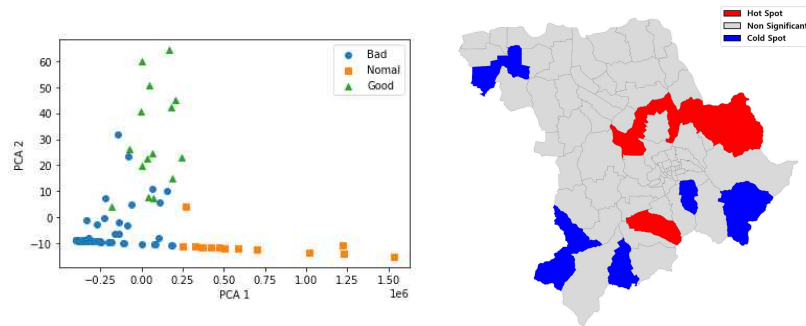 Bad
Nomal
Good
60
50
40
30
20
10
0
−10
PCA 2
−0.25
0.00
0.25
0.50
0.75
1.00
1.25
1.50
1e6
PCA 1
Hot Spot
Non Significant
Cold Spot